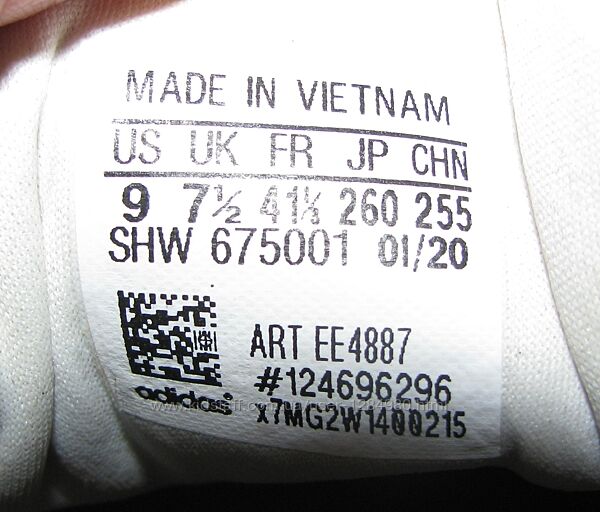 MADE IN VIETNAM
US UK FR JP CHN
9 7½ 41⅓ 260 255
SHW 675001 01/20
ART EE4887
#124696296
adidas
x7MG2W1400215